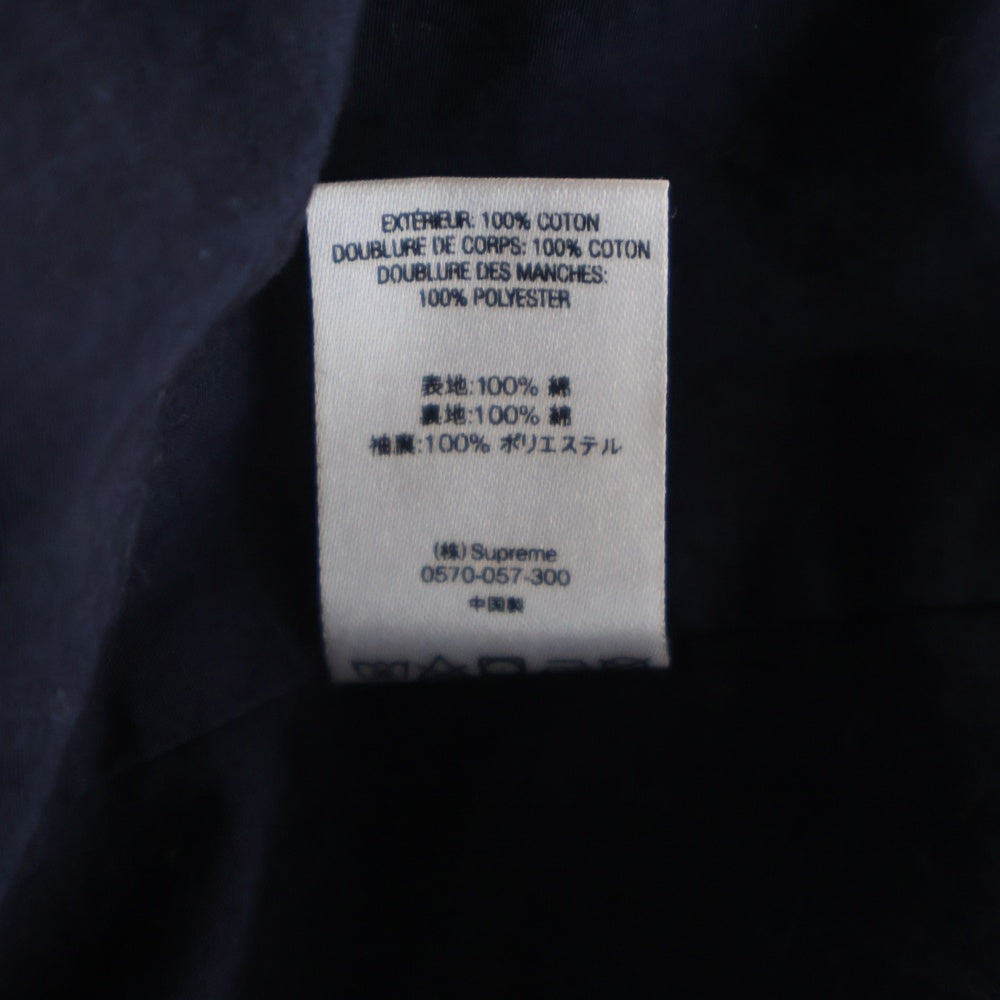 EXTÉRIEUR: 100% COTON
DOUBLURE DE CORPS: 100% COTON
DOUBLURE DES MANCHES:
100% POLYESTER
表地:100% 綿
裏地:100% 綿
袖裏:100% ポリエステル
(株)Supreme
0570-057-300
中国製